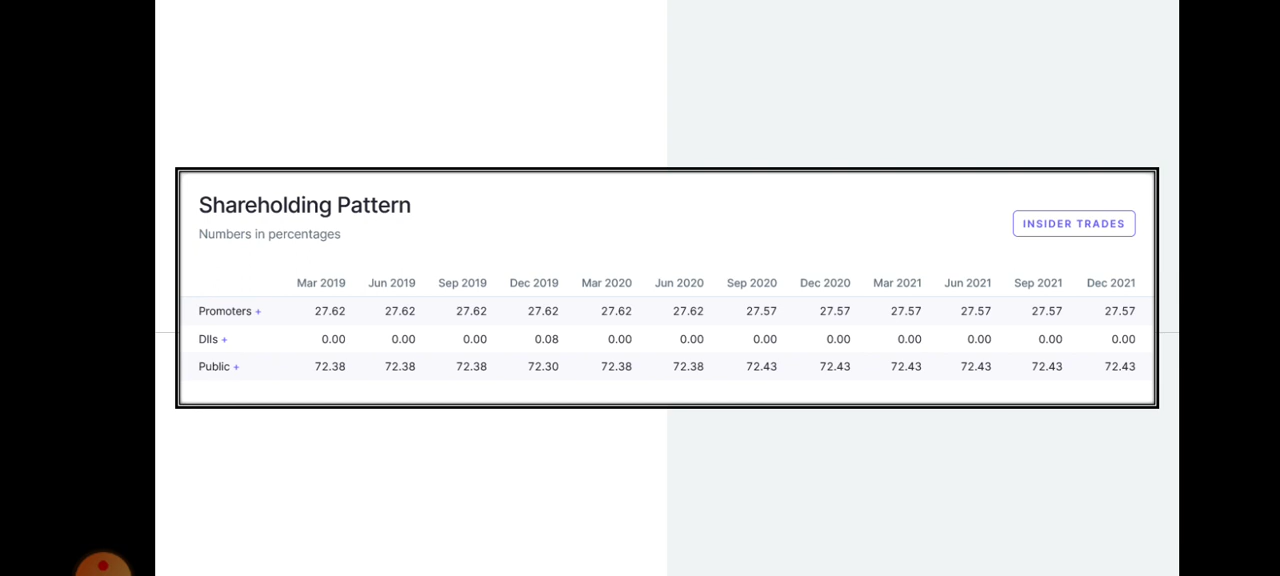 Shareholding Pattern
Numbers in percentages
INSIDER TRADES
Mar 2019 Jun 2019 Sep 2019 Dec 2019 Mar 2020 Jun 2020 Sep 2020 Dec 2020 Mar 2021 Jun 2021 Sep 2021 Dec 2021
Promoters + 27.62 27.62 27.62 27.62 27.62 27.62 27.57 27.57 27.57 27.57 27.57 27.57
DIIs + 0.00 0.00 0.00 0.08 0.00 0.00 0.00 0.00 0.00 0.00 0.00 0.00
Public + 72.38 72.38 72.38 72.30 72.38 72.38 72.43 72.43 72.43 72.43 72.43 72.43